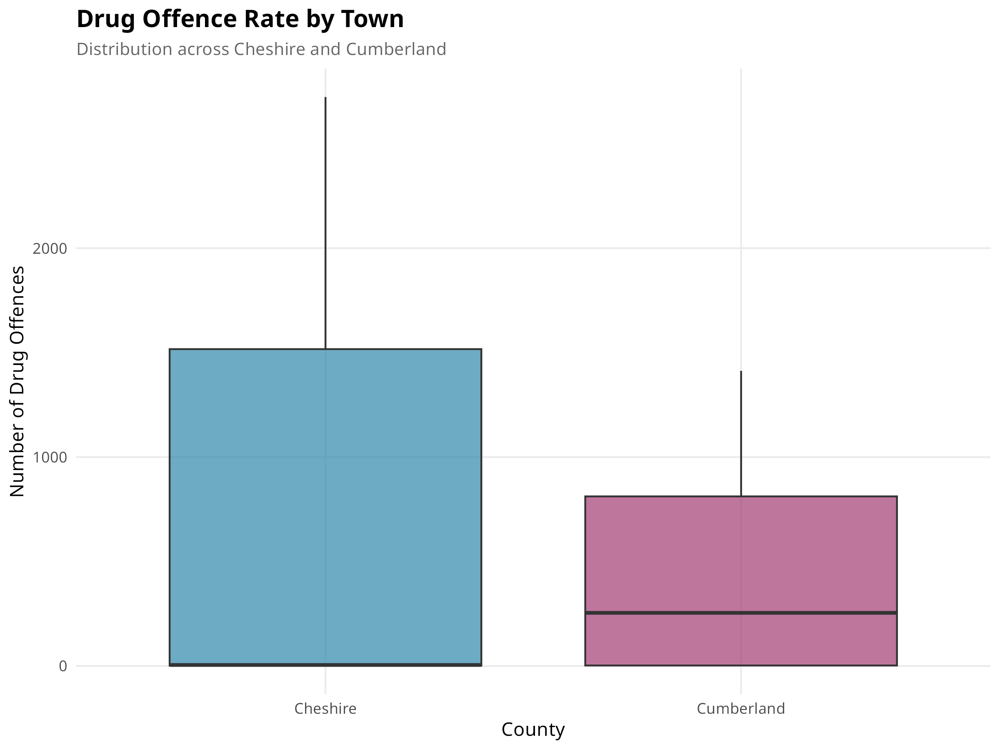 Drug Offence Rate by Town
Distribution across Cheshire and Cumberland
Number of Drug Offences
2000
1000
0
Cheshire
Cumberland
County